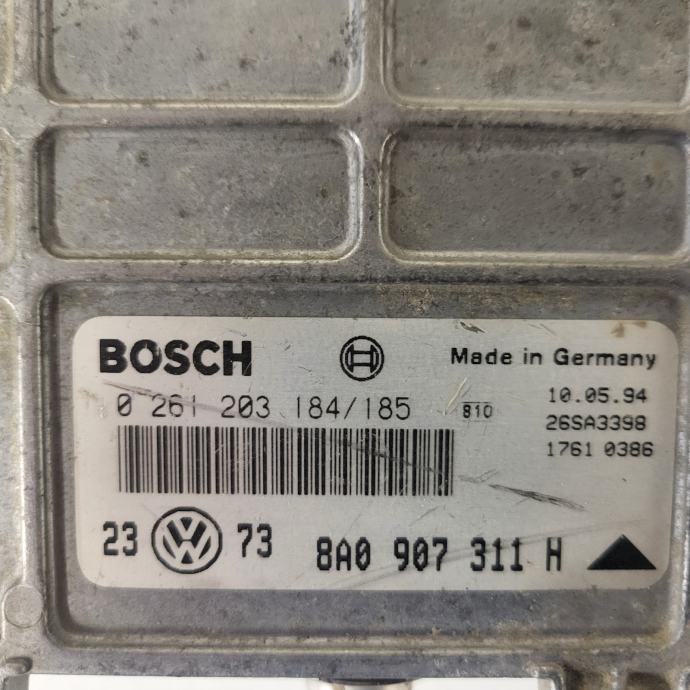 BOSCH Made in Germany
0 261 203 184/185 810 10.05.94
26SA3398
1761 0386
23 VW 73 8A0 907 311 H